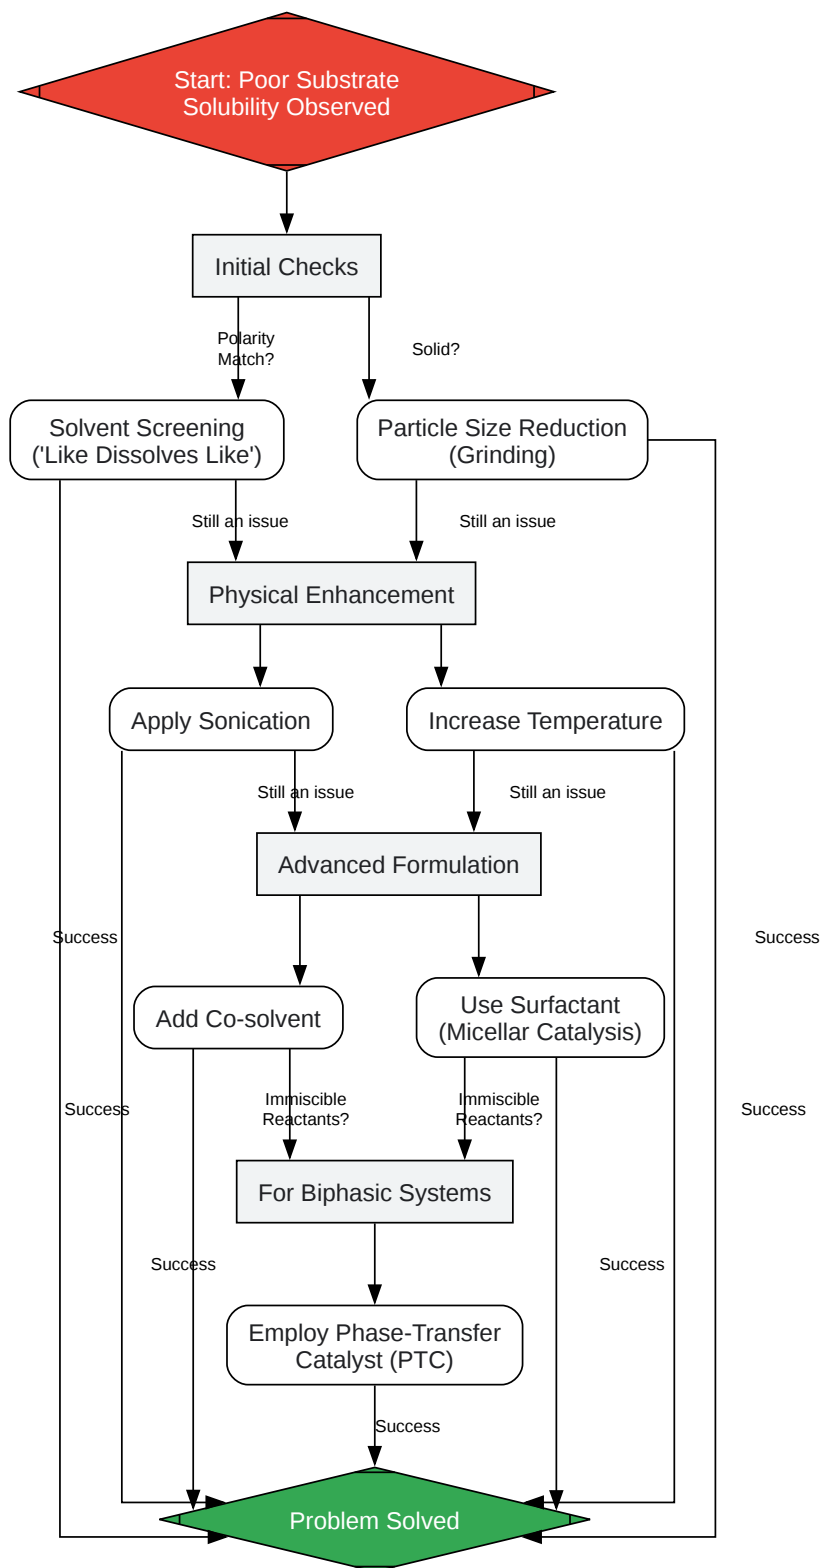 Start: Poor Substrate
Solubility Observed
Initial Checks
Polarity
Match?
Solid?
Solvent Screening
('Like Dissolves Like')
Particle Size Reduction
(Grinding)
Still an issue
Still an issue
Physical Enhancement
Apply Sonication
Increase Temperature
Still an issue
Still an issue
Advanced Formulation
Success
Success
Add Co-solvent
Use Surfactant
(Micellar Catalysis)
Success
Immiscible
Reactants?
Immiscible
Reactants?
Success
For Biphasic Systems
Success
Success
Employ Phase-Transfer
Catalyst (PTC)
Success
Problem Solved